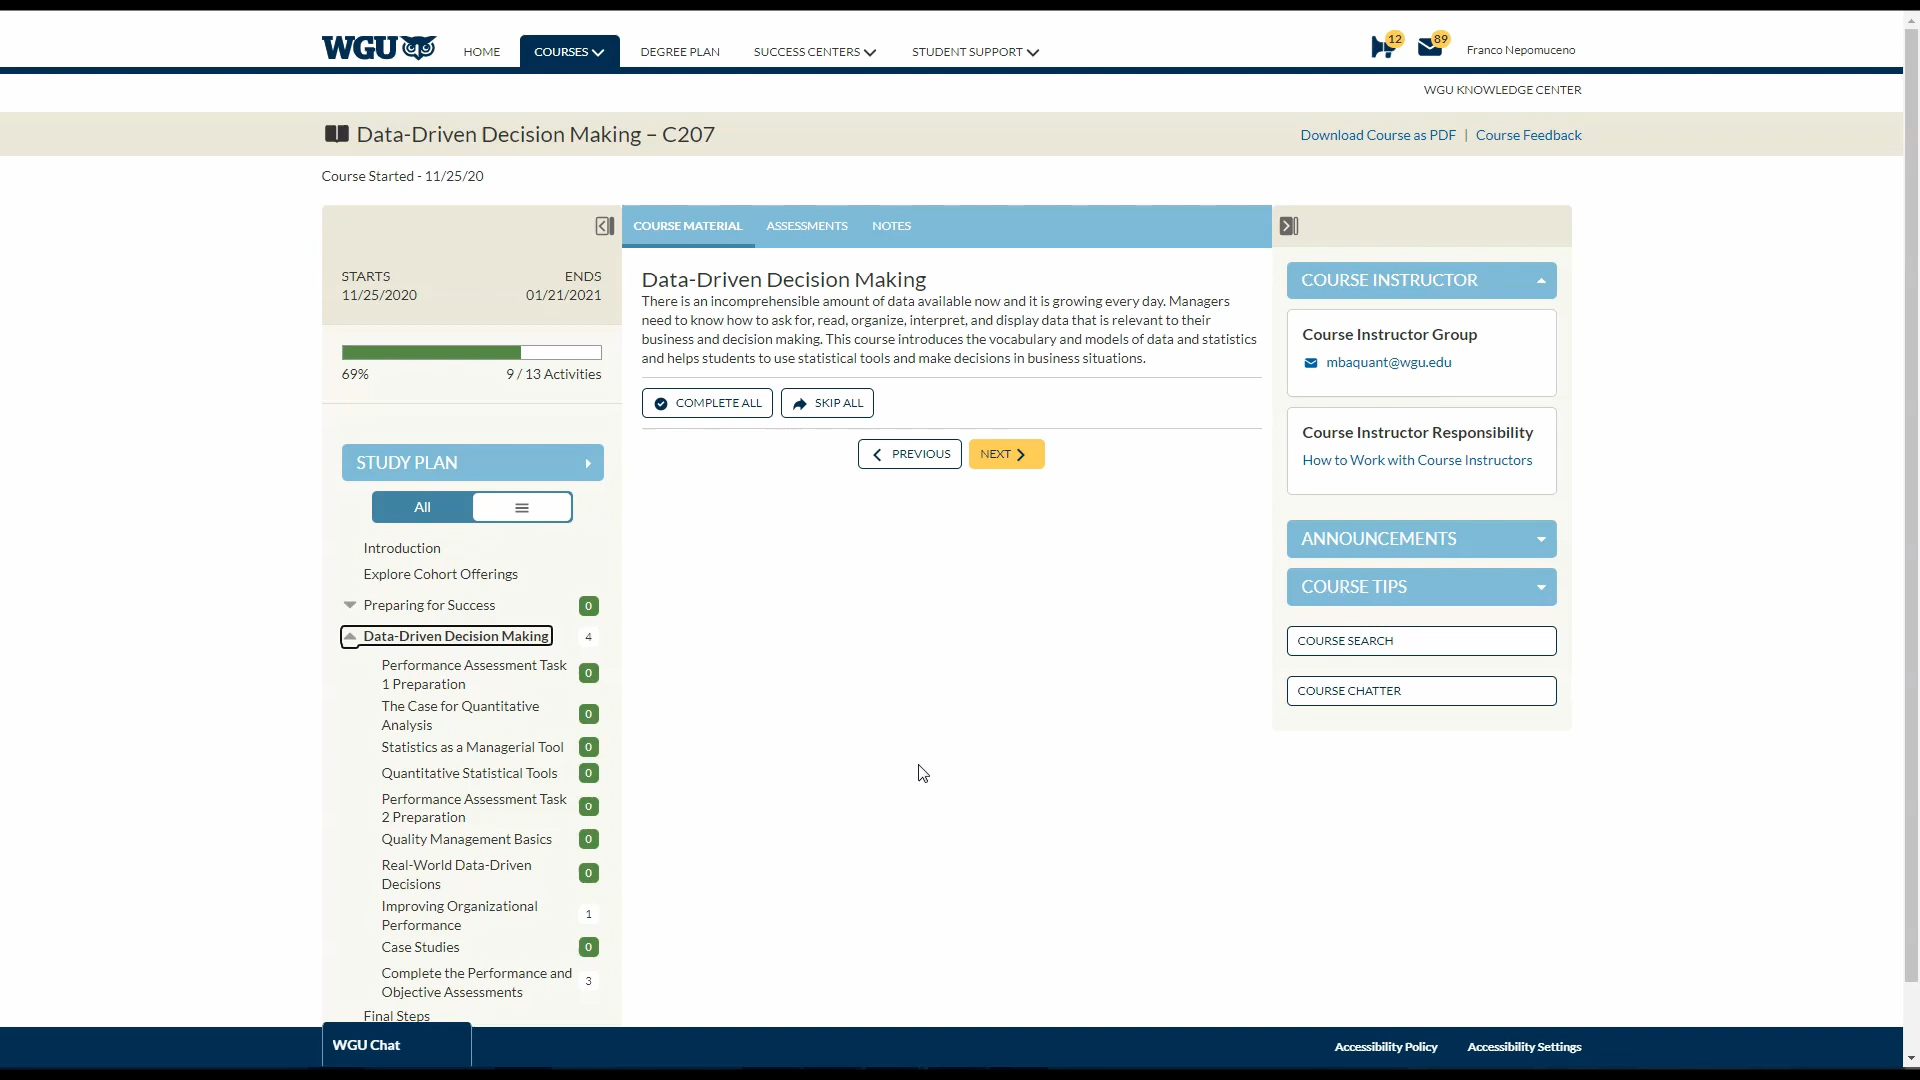 WGU
HOME
COURSES
DEGREE PLAN
SUCCESS CENTERS
STUDENT SUPPORT
12
89
Franco Nepomuceno
WGU KNOWLEDGE CENTER
Data-Driven Decision Making – C207
Download Course as PDF | Course Feedback
Course Started - 11/25/20
STARTS
ENDS
11/25/2020
01/21/2021
69%
9 / 13 Activities
STUDY PLAN
All
Introduction
Explore Cohort Offerings
Preparing for Success
0
Data-Driven Decision Making
4
Performance Assessment Task
1 Preparation
0
The Case for Quantitative
Analysis
0
Statistics as a Managerial Tool
0
Quantitative Statistical Tools
0
Performance Assessment Task
2 Preparation
0
Quality Management Basics
0
Real-World Data-Driven
Decisions
0
Improving Organizational
Performance
1
Case Studies
0
Complete the Performance and
Objective Assessments
3
Final Steps
COURSE MATERIAL
ASSESSMENTS
NOTES
Data-Driven Decision Making
There is an incomprehensible amount of data available now and it is growing every day. Managers
need to know how to ask for, read, organize, interpret, and display data that is relevant to their
business and decision making. This course introduces the vocabulary and models of data and statistics
and helps students to use statistical tools and make decisions in business situations.
COMPLETE ALL
SKIP ALL
PREVIOUS
NEXT
COURSE INSTRUCTOR
Course Instructor Group
mbaquant@wgu.edu
Course Instructor Responsibility
How to Work with Course Instructors
ANNOUNCEMENTS
COURSE TIPS
COURSE SEARCH
COURSE CHATTER
WGU Chat
Accessibility Policy
Accessibility Settings